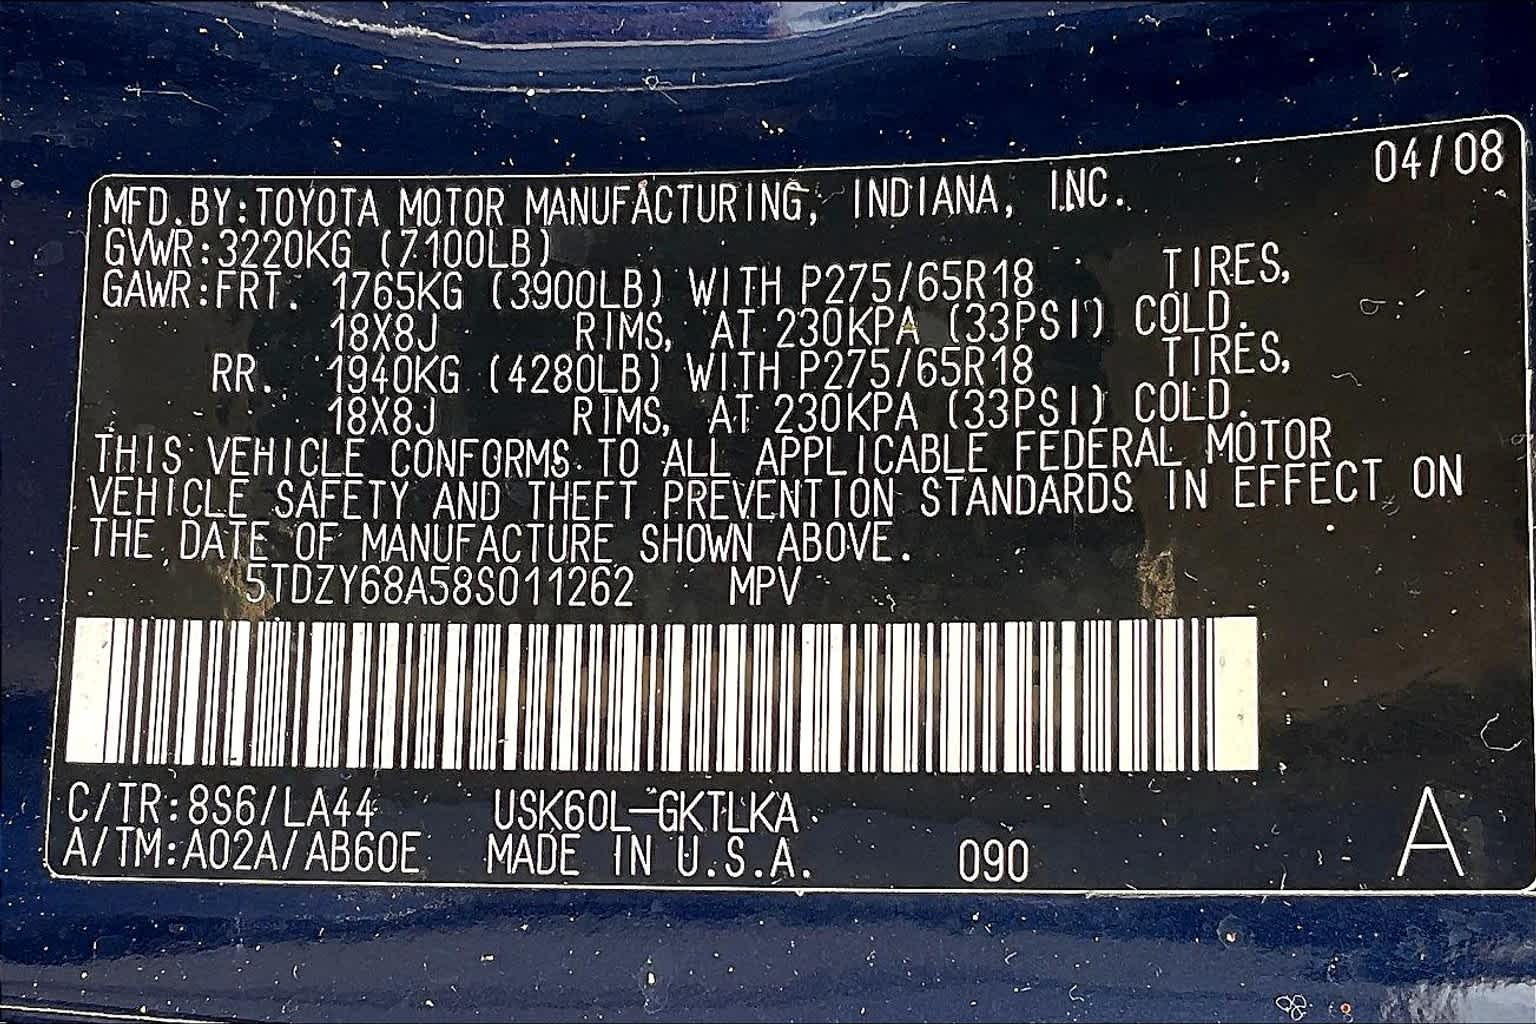 04/08
MFD.BY:TOYOTA MOTOR MANUFACTURING, INDIANA, INC.
GVWR:3220KG (7100LB)
GAWR:FRT. 1765KG (3900LB) WITH P275/65R18 TIRES,
18X8J RIMS, AT 230KPA (33PSI) COLD.
RR. 1940KG (4280LB) WITH P275/65R18 TIRES,
18X8J RIMS, AT 230KPA (33PSI) COLD.
THIS VEHICLE CONFORMS TO ALL APPLICABLE FEDERAL MOTOR
VEHICLE SAFETY AND THEFT PREVENTION STANDARDS IN EFFECT ON
THE DATE OF MANUFACTURE SHOWN ABOVE.
5TDZY68A58S011262 MPV
C/TR:8S6/LA44 USK60L-GKTLKA
A/TM:A02A/AB60E MADE IN U.S.A. 090 A